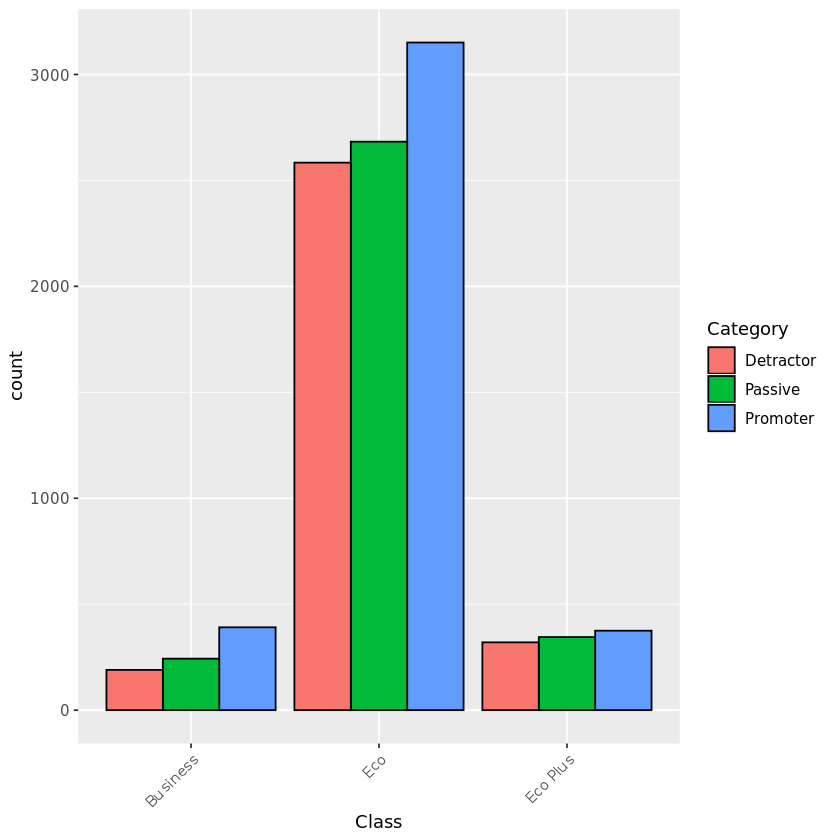 3000
2000
1000
0
count
Business
Eco
Eco Plus
Class
Category
Detractor
Passive
Promoter